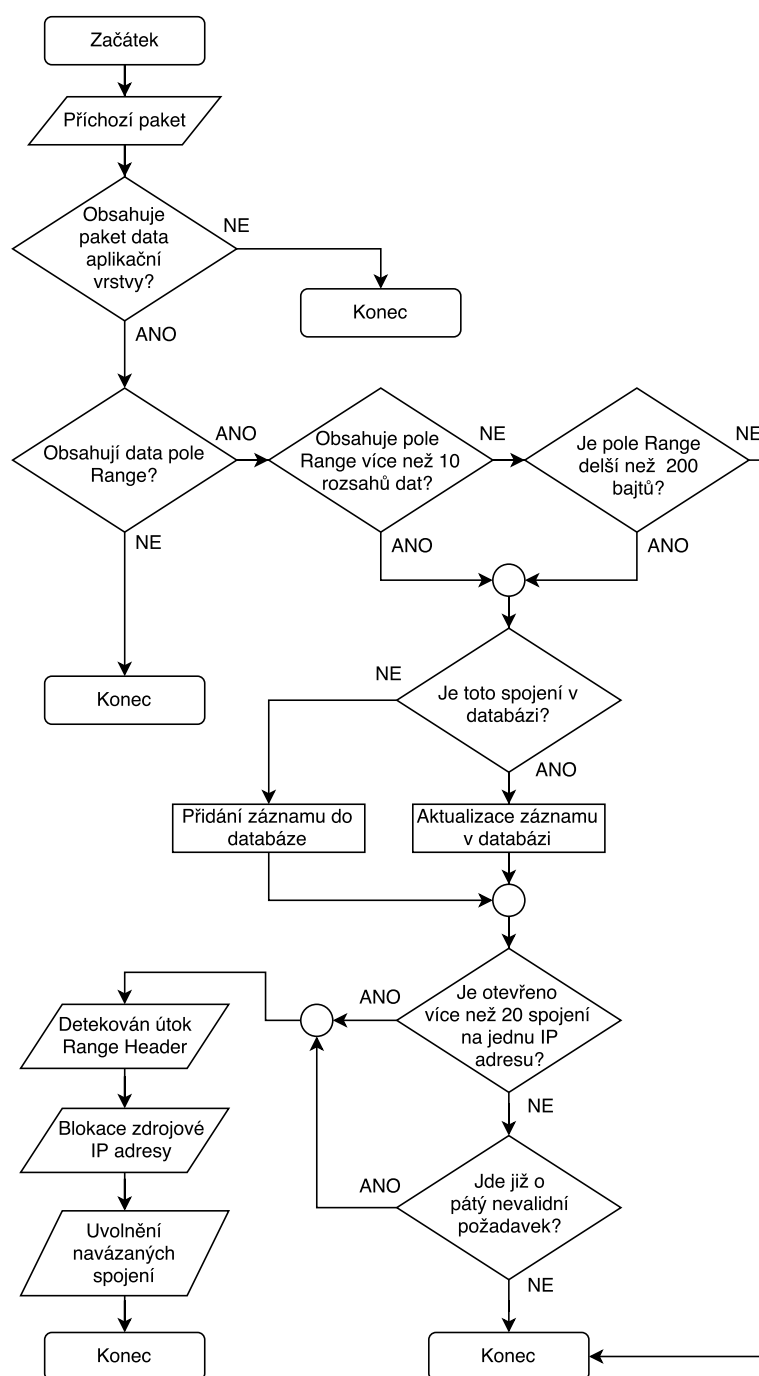 Začátek
Příchozí paket
Obsahuje
paket data
aplikační
vrstvy?
NE
Konec
ANO
Obsahují data pole
Range?
ANO
Obsahuje pole
Range více než 10
rozsahů dat?
NE
Je pole Range
delší než 200
bajtů?
NE
NE
ANO
ANO
Konec
Je toto spojení v
databázi?
NE
ANO
Přidání záznamu do
databáze
Aktualizace záznamu
v databázi
Je otevřeno
více než 20 spojení
na jednu IP
adresu?
ANO
NE
Detekován útok
Range Header
Blokace zdrojové
IP adresy
Jde již o
pátý nevalidní
požadavek?
ANO
NE
Uvolnění
navázaných
spojení
Konec
Konec